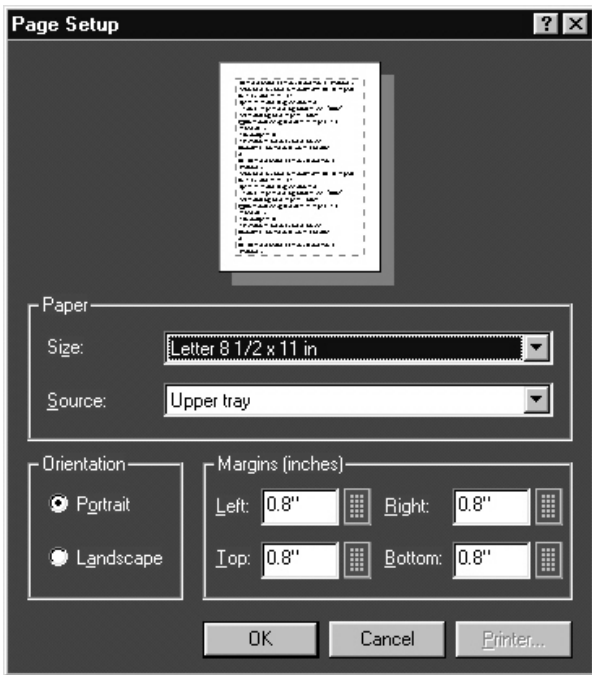 Page Setup
Paper
Size: Letter 8 1/2 x 11 in
Source: Upper tray
Orientation
Portrait
Landscape
Margins (inches)
Left: 0.8" Right: 0.8"
Top: 0.8" Bottom: 0.8"
OK Cancel Printer...